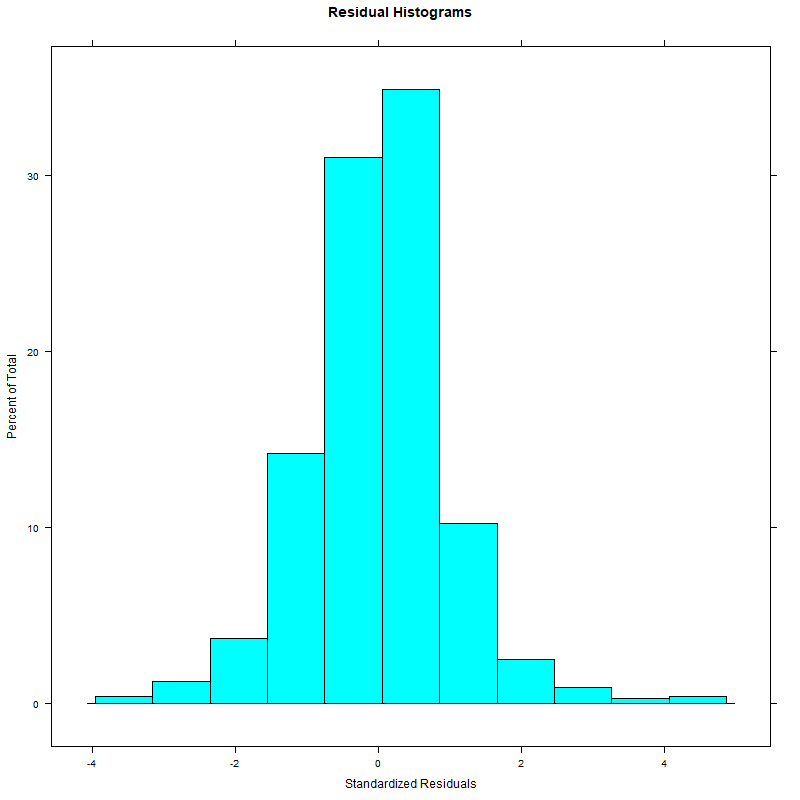 Residual Histograms
Percent of Total
30
20
10
0
-4 -2 0 2 4
Standardized Residuals